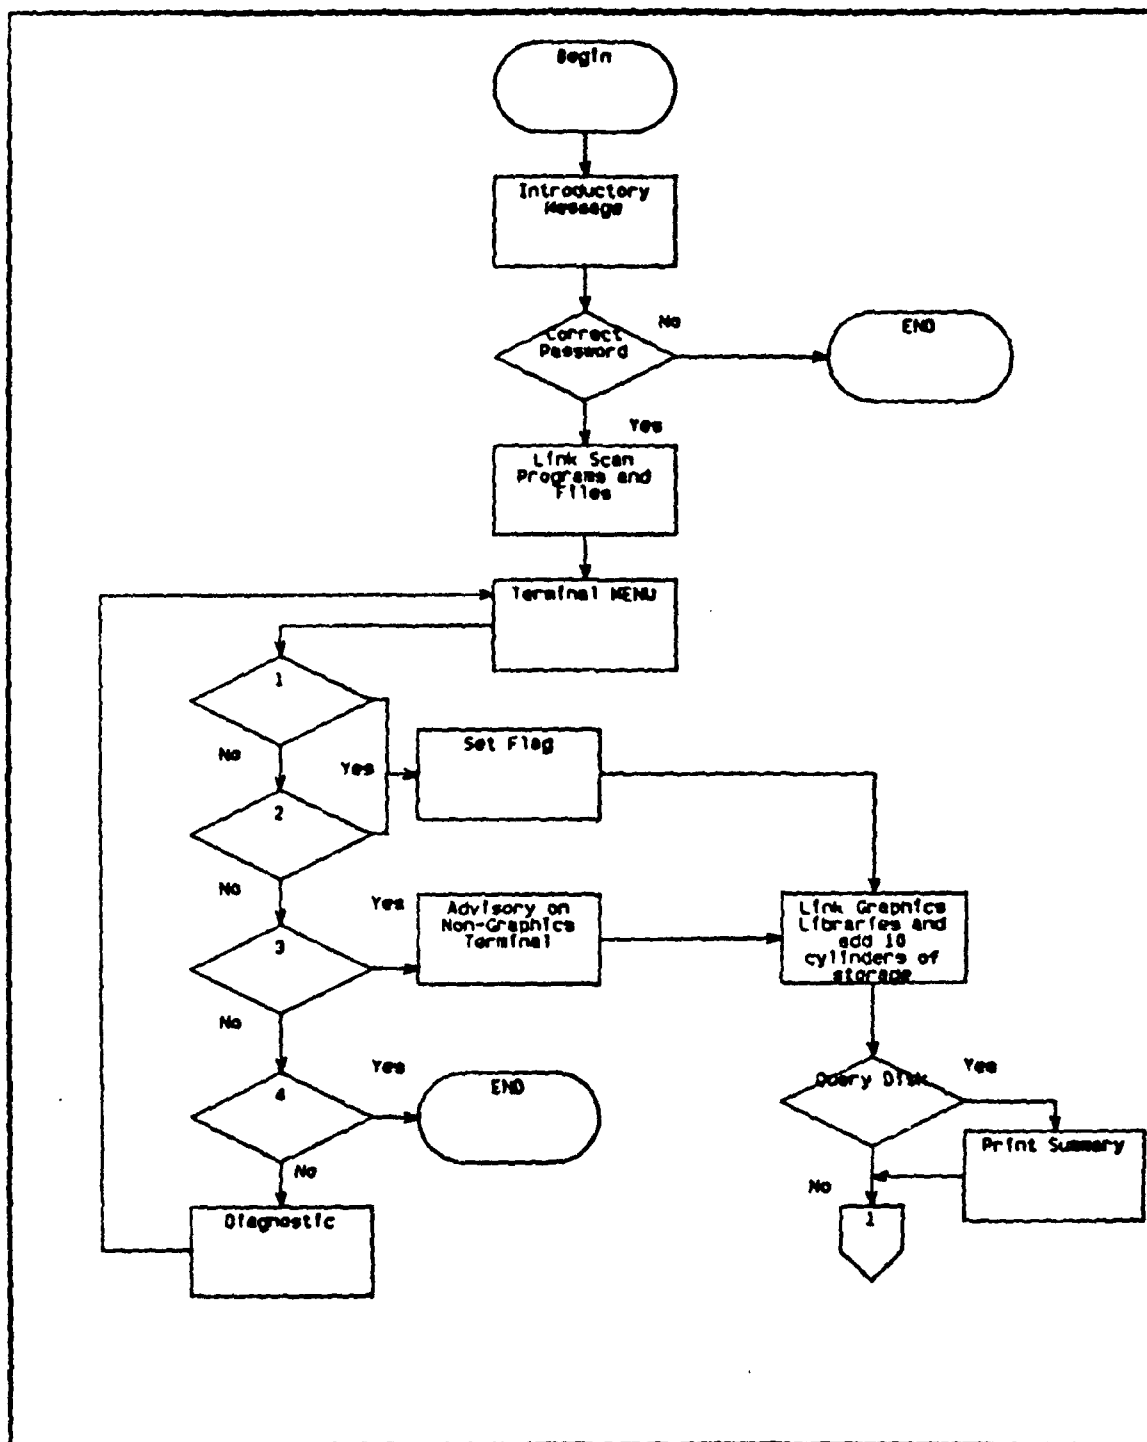 Begin
Introductory
Message
Correct
Password
No
END
Yes
Link Scan
Programs and
Files
Terminal MENU
1
No
Yes
Set Flag
2
No
Yes
Advisory on
Non-Graphics
Terminal
Link Graphics
Libraries and
add 10
cylinders of
storage
3
No
Yes
4
END
Query Disk
Yes
No
Print Summary
No
1
Diagnostic